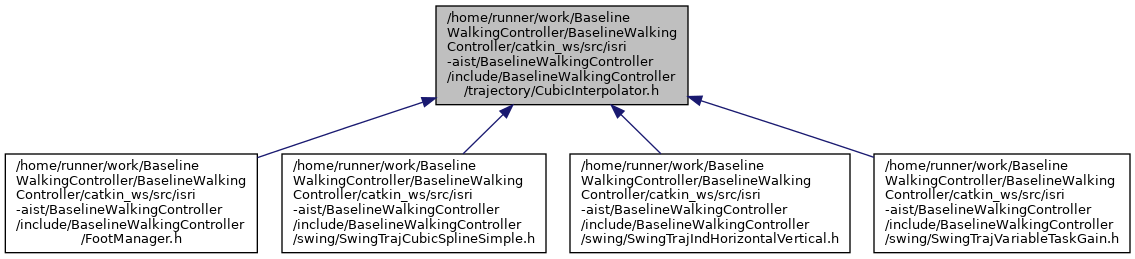 /home/runner/work/Baseline
WalkingController/BaselineWalking
Controller/catkin_ws/src/isri
-aist/BaselineWalkingController
/include/BaselineWalkingController
/trajectory/CubicInterpolator.h
/home/runner/work/Baseline
WalkingController/BaselineWalking
Controller/catkin_ws/src/isri
-aist/BaselineWalkingController
/include/BaselineWalkingController
/FootManager.h
/home/runner/work/Baseline
WalkingController/BaselineWalking
Controller/catkin_ws/src/isri
-aist/BaselineWalkingController
/include/BaselineWalkingController
/swing/SwingTrajCubicSplineSimple.h
/home/runner/work/Baseline
WalkingController/BaselineWalking
Controller/catkin_ws/src/isri
-aist/BaselineWalkingController
/include/BaselineWalkingController
/swing/SwingTrajIndHorizontalVertical.h
/home/runner/work/Baseline
WalkingController/BaselineWalking
Controller/catkin_ws/src/isri
-aist/BaselineWalkingController
/include/BaselineWalkingController
/swing/SwingTrajVariableTaskGain.h